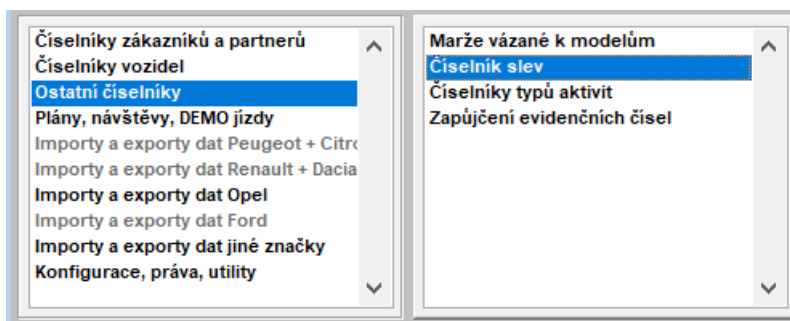 Číselníky zákazníků a partnerů
Číselníky vozidel
Ostatní číselníky
Plány, návštěvy, DEMO jízdy
Importy a exporty dat Peugeot + Citro
Importy a exporty dat Renault + Dacia
Importy a exporty dat Opel
Importy a exporty dat Ford
Importy a exporty dat jiné značky
Konfigurace, práva, utility
Marže vázané k modelům
Číselník slev
Číselníky typů aktivit
Zapůjčení evidenčních čísel